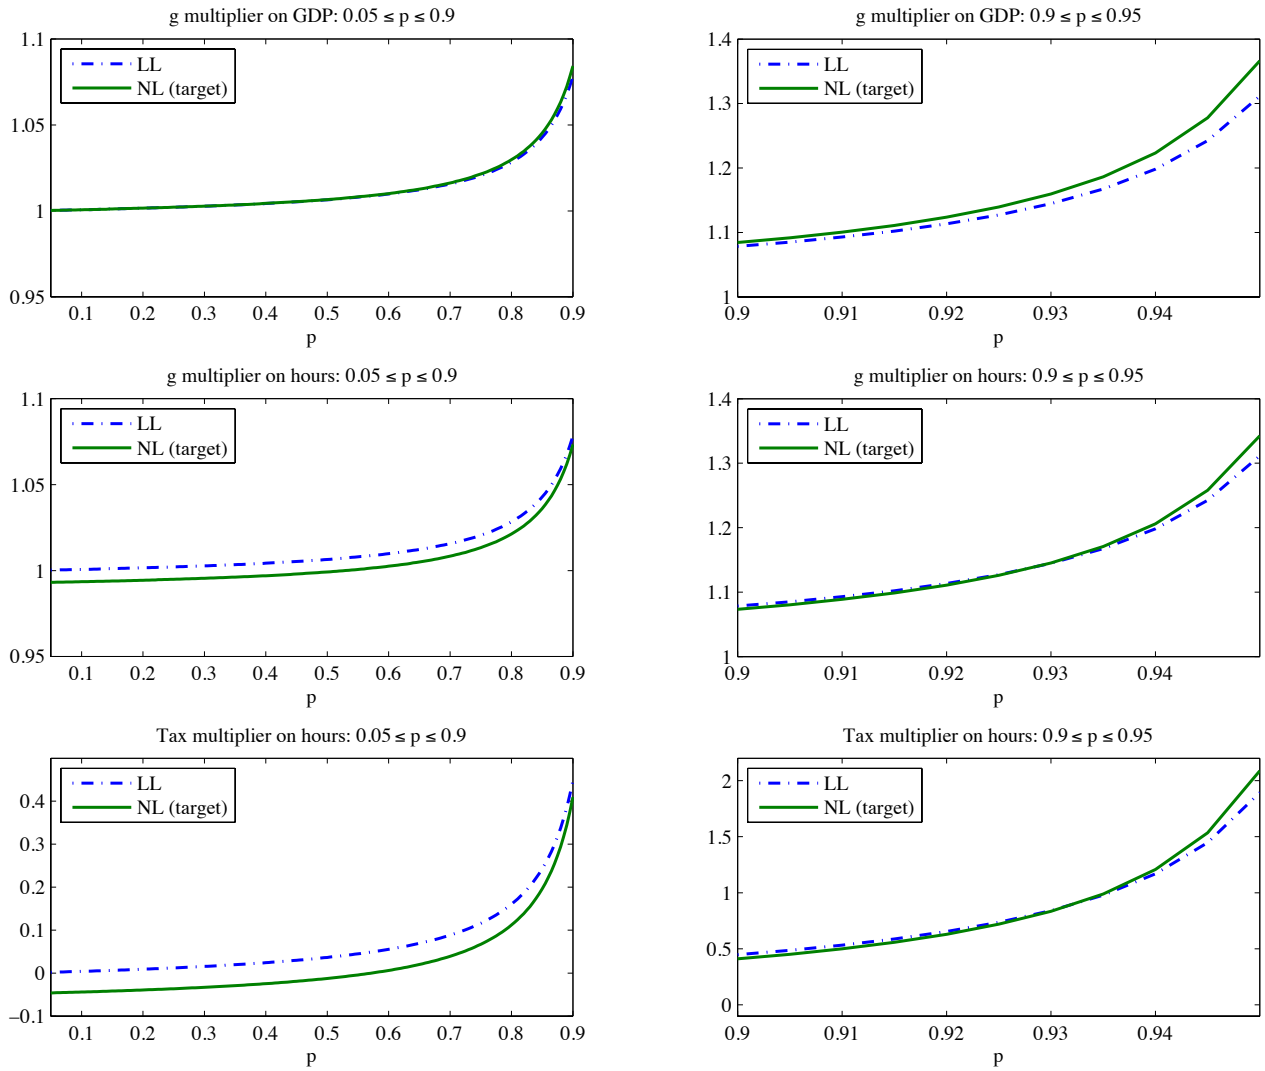 g multiplier on GDP: 0.05 ≤ p ≤ 0.9
1.1
1.05
1
0.95
LL
NL (target)
0.1 0.2 0.3 0.4 0.5 0.6 0.7 0.8 0.9
p
g multiplier on GDP: 0.9 ≤ p ≤ 0.95
1.4
1.3
1.2
1.1
1
LL
NL (target)
0.9 0.91 0.92 0.93 0.94
p
g multiplier on hours: 0.05 ≤ p ≤ 0.9
1.1
1.05
1
0.95
LL
NL (target)
0.1 0.2 0.3 0.4 0.5 0.6 0.7 0.8 0.9
p
g multiplier on hours: 0.9 ≤ p ≤ 0.95
1.4
1.3
1.2
1.1
1
LL
NL (target)
0.9 0.91 0.92 0.93 0.94
p
Tax multiplier on hours: 0.05 ≤ p ≤ 0.9
0.4
0.3
0.2
0.1
0
−0.1
LL
NL (target)
0.1 0.2 0.3 0.4 0.5 0.6 0.7 0.8 0.9
p
Tax multiplier on hours: 0.9 ≤ p ≤ 0.95
2
1.5
1
0.5
0
LL
NL (target)
0.9 0.91 0.92 0.93 0.94
p